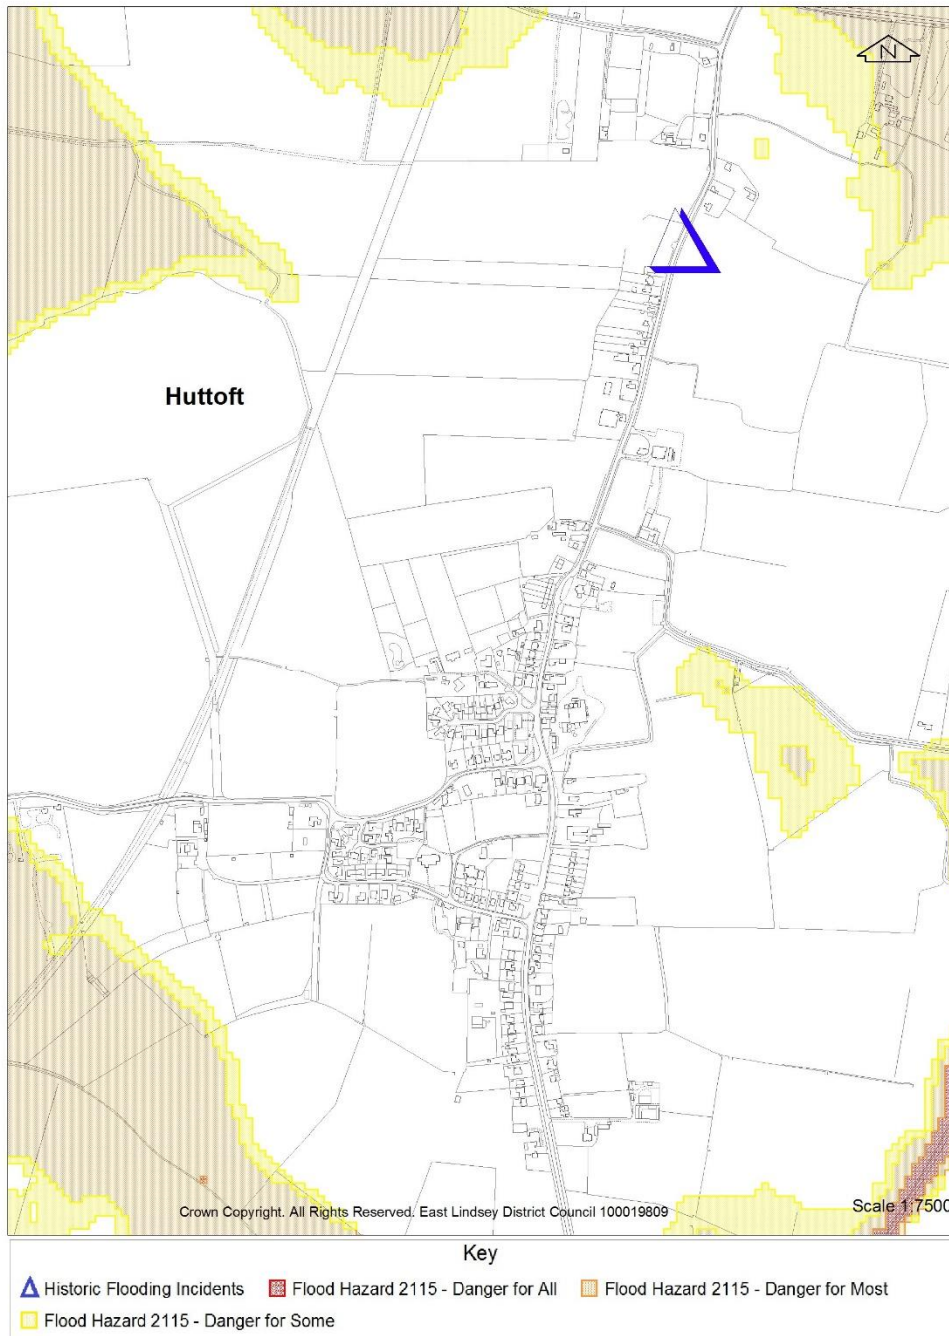 N
Huttoft
Crown Copyright. All Rights Reserved. East Lindsey District Council 100019809
Scale 1:7500
Key
Historic Flooding Incidents
Flood Hazard 2115 - Danger for All
Flood Hazard 2115 - Danger for Most
Flood Hazard 2115 - Danger for Some